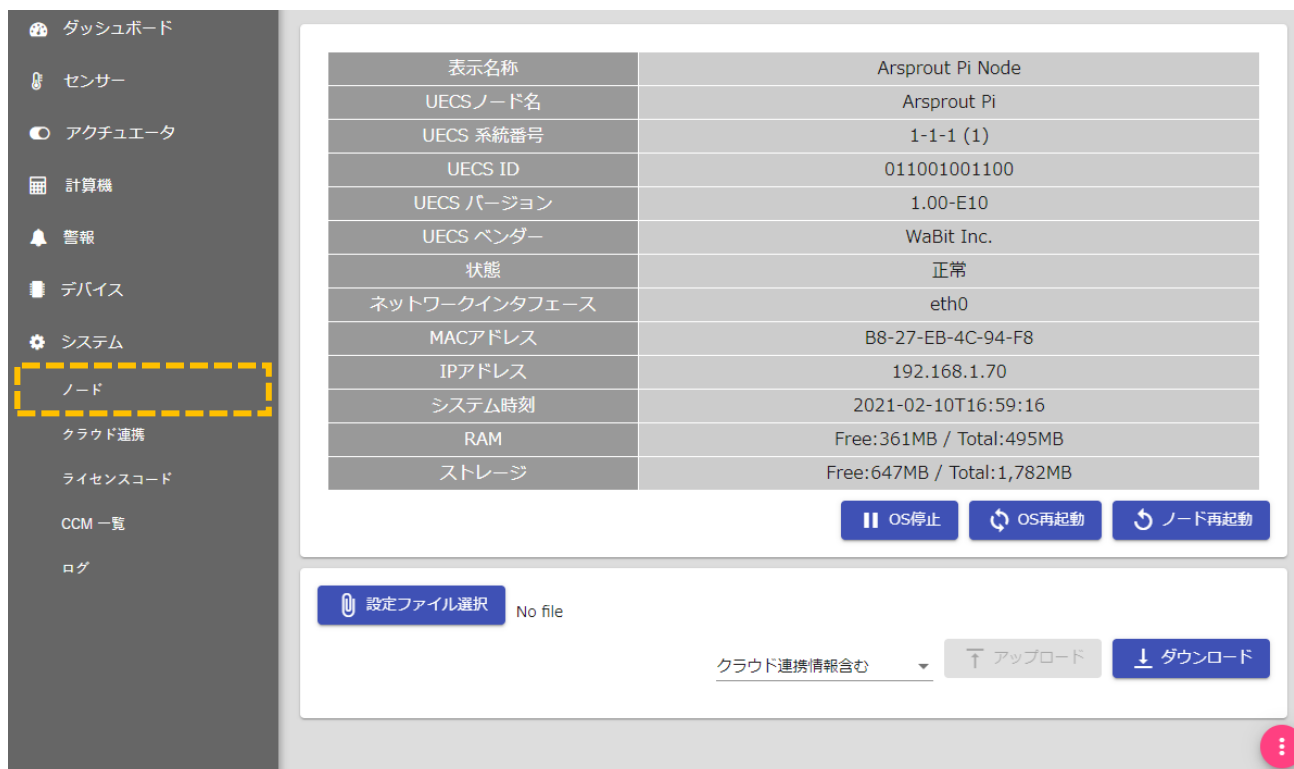 ダッシュボード
センサー
アクチュエータ
計算機
警報
デバイス
システム
ノード
クラウド連携
ライセンスコード
CCM 一覧
ログ
表示名称 Arsprout Pi Node
UECSノード名 Arsprout Pi
UECS 系統番号 1-1-1 (1)
UECS ID 011001001100
UECS バージョン 1.00-E10
UECS ベンダー WaBit Inc.
状態 正常
ネットワークインタフェース eth0
MACアドレス B8-27-EB-4C-94-F8
IPアドレス 192.168.1.70
システム時刻 2021-02-10T16:59:16
RAM Free:361MB / Total:495MB
ストレージ Free:647MB / Total:1,782MB
OS停止 OS再起動 ノード再起動
設定ファイル選択 No file
クラウド連携情報含む アップロード ダウンロード